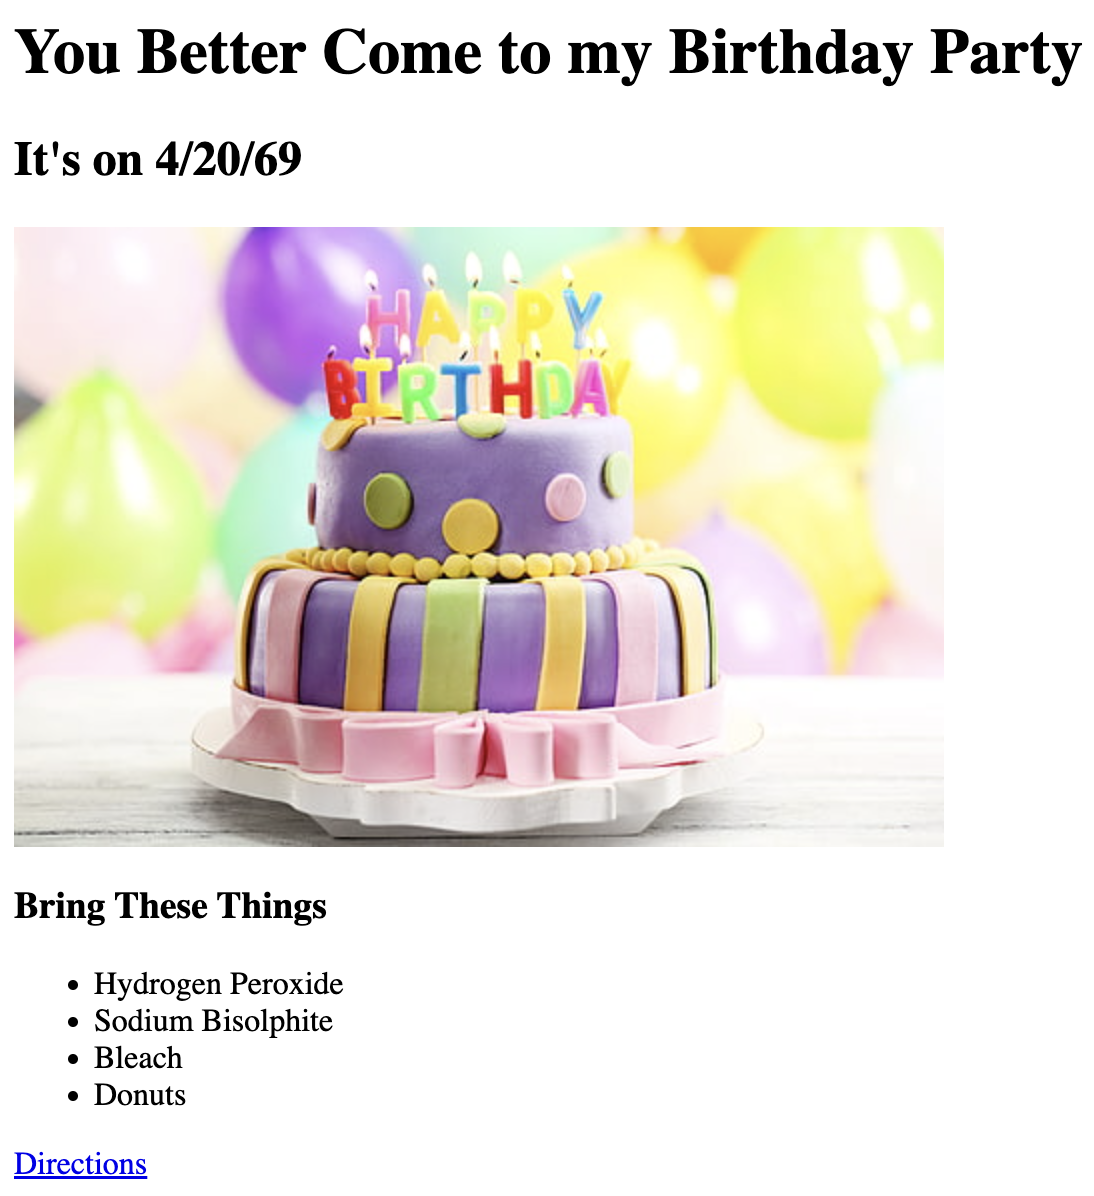 You Better Come to my Birthday Party
It's on 4/20/69
HAPPY
BIRTHDAY
Bring These Things
Hydrogen Peroxide
Sodium Bisolphite
Bleach
Donuts
Directions